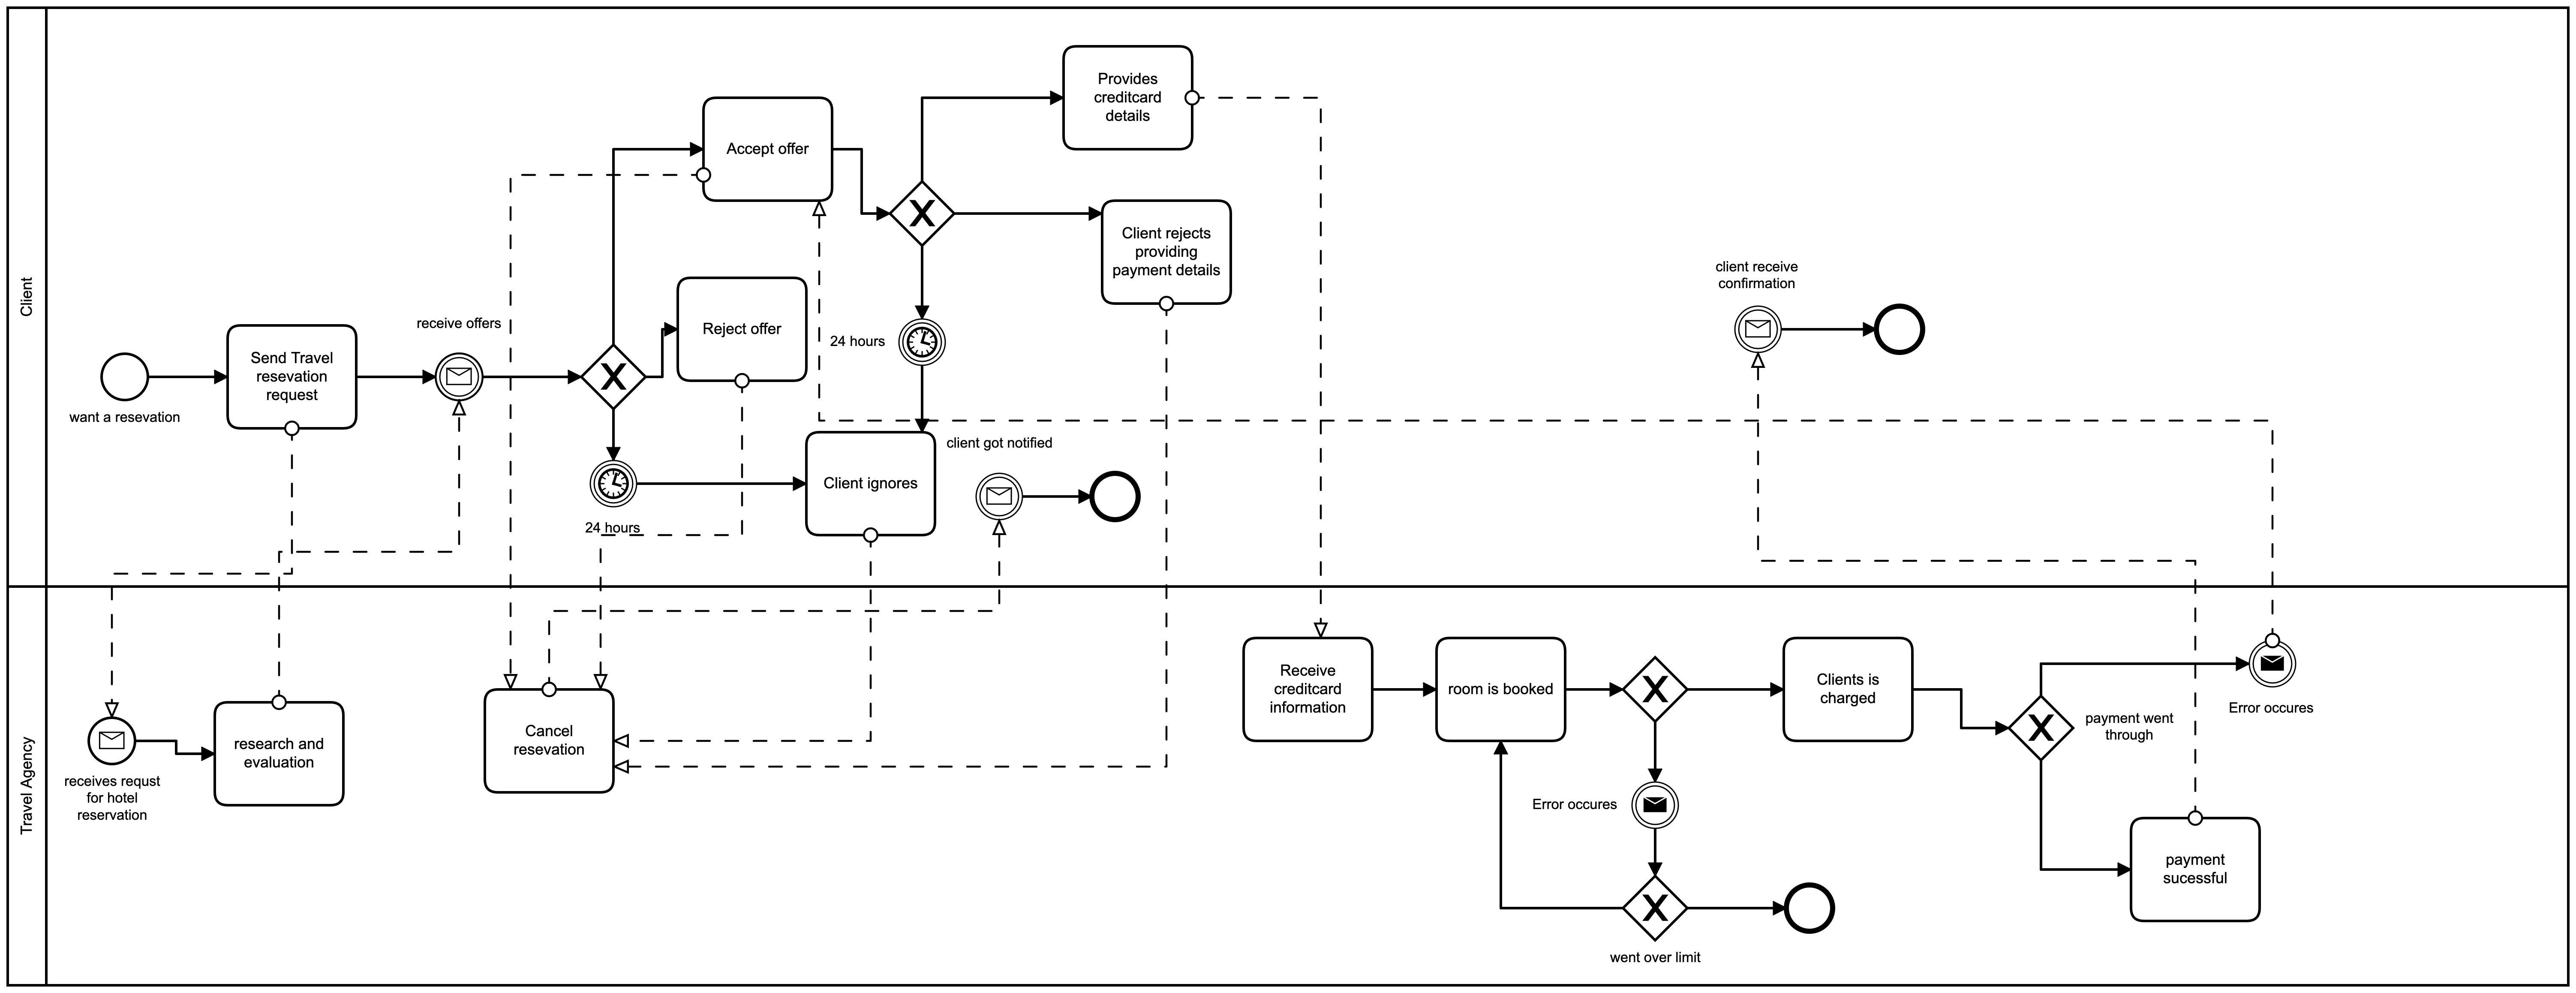 Client
want a resevation
Send Travel
resevation
request
receive offers
Accept offer
Reject offer
24 hours
Provides
creditcard
details
Client rejects
providing
payment details
24 hours
Client ignores
client got notified
client receive
confirmation
Travel Agency
receives requst
for hotel
reservation
research and
evaluation
Cancel
resevation
Receive
creditcard
information
room is booked
Error occures
went over limit
Clients is
charged
payment went
through
Error occures
payment
sucessful